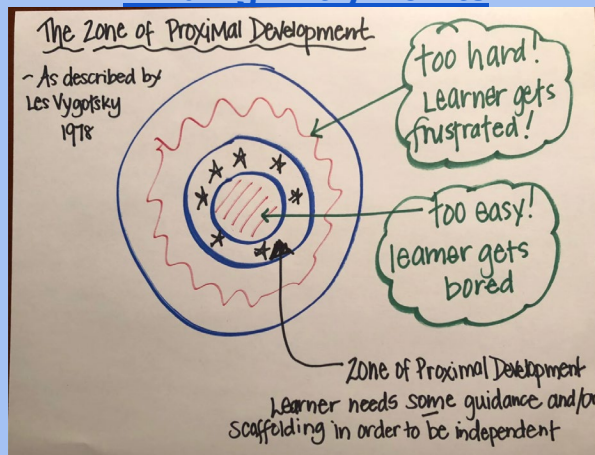 The Zone of Proximal Development
~ As described by
Les Vygotsky
1978
too hard!
Learner gets
frustrated!
too easy!
learner gets
bored
Zone of Proximal Development
Learner needs some guidance and/o
scaffolding in order to be independent